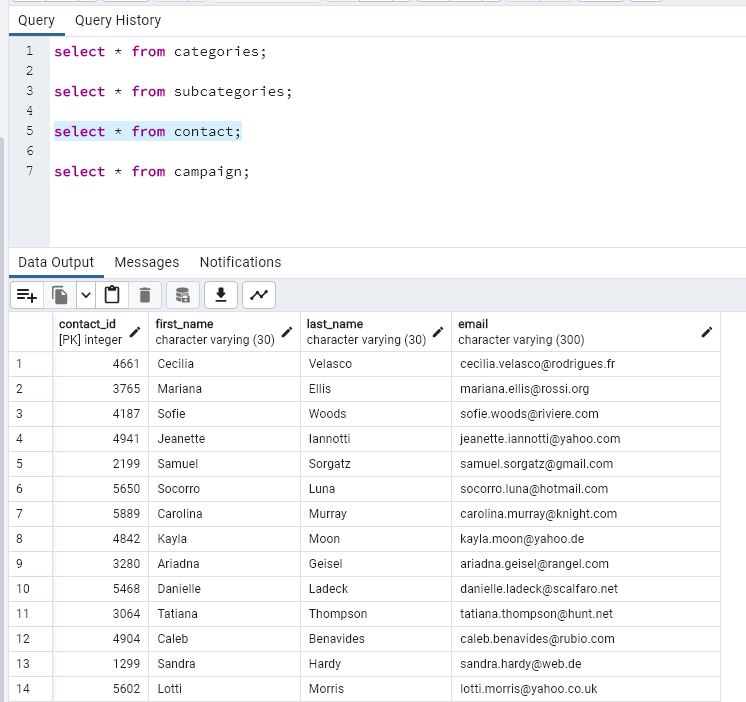 Query Query History
1 select * from categories;
2
3 select * from subcategories;
4
5 select * from contact;
6
7 select * from campaign;
Data Output Messages Notifications
contact_id first_name last_name email
[PK] integer character varying (30) character varying (30) character varying (300)
1 4661 Cecilia Velasco cecilia.velasco@rodrigues.fr
2 3765 Mariana Ellis mariana.ellis@rossi.org
3 4187 Sofie Woods sofie.woods@riviere.com
4 4941 Jeanette Iannotti jeanette.iannotti@yahoo.com
5 2199 Samuel Sorgatz samuel.sorgatz@gmail.com
6 5650 Socorro Luna socorro.luna@hotmail.com
7 5889 Carolina Murray carolina.murray@knight.com
8 4842 Kayla Moon kayla.moon@yahoo.de
9 3280 Ariadna Geisel ariadna.geisel@rangel.com
10 5468 Danielle Ladeck danielle.ladeck@scalfaro.net
11 3064 Tatiana Thompson tatiana.thompson@hunt.net
12 4904 Caleb Benavides caleb.benavides@rubio.com
13 1299 Sandra Hardy sandra.hardy@web.de
14 5602 Lotti Morris lotti.morris@yahoo.co.uk